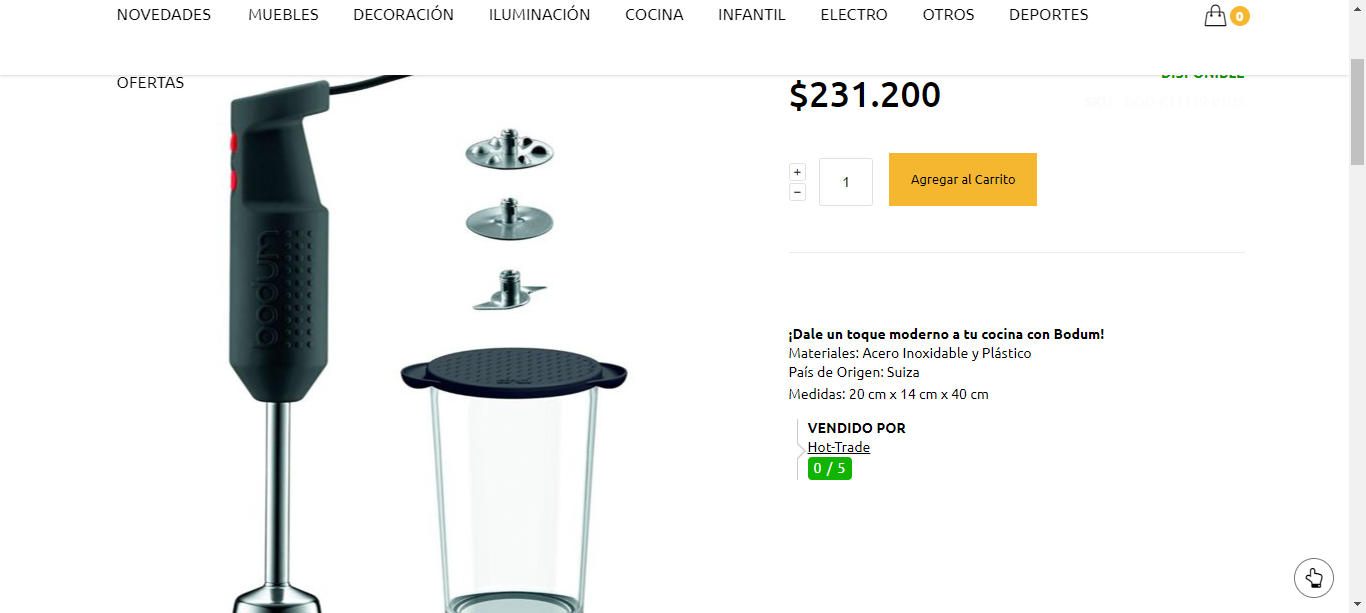 NOVEDADES MUEBLES DECORACIÓN ILUMINACIÓN COCINA INFANTIL ELECTRO OTROS DEPORTES 0
OFERTAS
DISPONIBLE
$231.200
+
1
Agregar al Carrito
−
bodum
¡Dale un toque moderno a tu cocina con Bodum!
Materiales: Acero Inoxidable y Plástico
País de Origen: Suiza
Medidas: 20 cm x 14 cm x 40 cm
VENDIDO POR
Hot-Trade
0 / 5